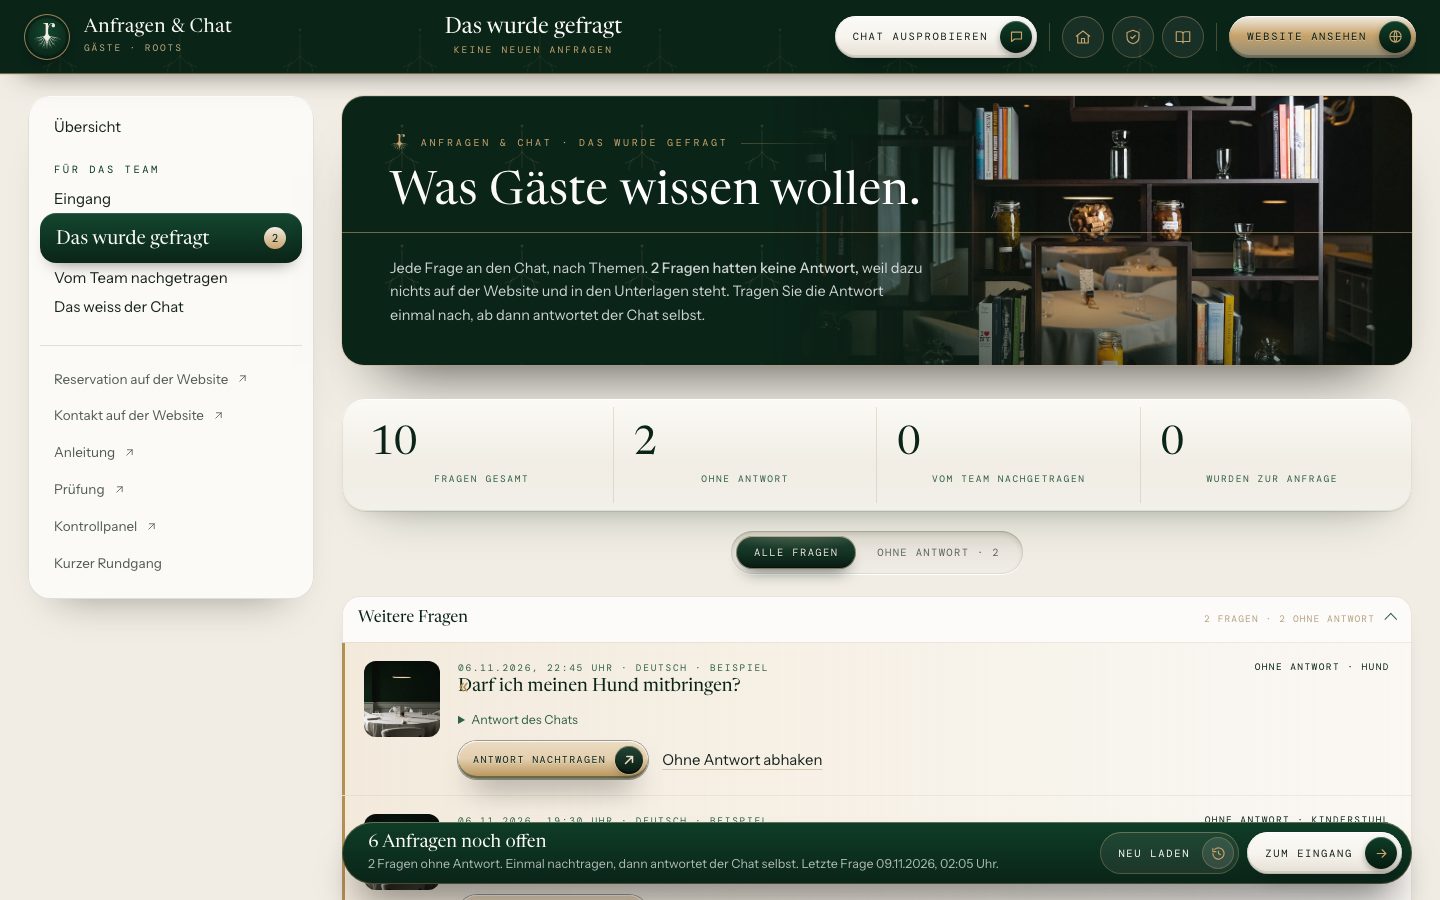 Anfragen & Chat
GÄSTE · ROOTS
Das wurde gefragt
KEINE NEUEN ANFRAGEN
CHAT AUSPROBIEREN
WEBSITE ANSEHEN
Übersicht
FÜR DAS TEAM
Eingang
Das wurde gefragt
2
Vom Team nachgetragen
Das weiss der Chat
Reservation auf der Website
Kontakt auf der Website
Anleitung
Prüfung
Kontrollpanel
Kurzer Rundgang
ANFRAGEN & CHAT · DAS WURDE GEFRAGT
Was Gäste wissen wollen.
Jede Frage an den Chat, nach Themen. 2 Fragen hatten keine Antwort, weil dazu
nichts auf der Website und in den Unterlagen steht. Tragen Sie die Antwort
einmal nach, ab dann antwortet der Chat selbst.
10
FRAGEN GESAMT
2
OHNE ANTWORT
0
VOM TEAM NACHGETRAGEN
0
WURDEN ZUR ANFRAGE
ALLE FRAGEN
OHNE ANTWORT · 2
Weitere Fragen
2 FRAGEN · 2 OHNE ANTWORT
06.11.2026, 22:45 UHR · DEUTSCH · BEISPIEL
OHNE ANTWORT · HUND
«Darf ich meinen Hund mitbringen?
Antwort des Chats
ANTWORT NACHTRAGEN
Ohne Antwort abhaken
06.11.2026, 19:30 UHR · DEUTSCH · BEISPIEL
OHNE ANTWORT · KINDERSTUHL
6 Anfragen noch offen
2 Fragen ohne Antwort. Einmal nachtragen, dann antwortet der Chat selbst. Letzte Frage 09.11.2026, 02:05 Uhr.
NEU LADEN
ZUM EINGANG